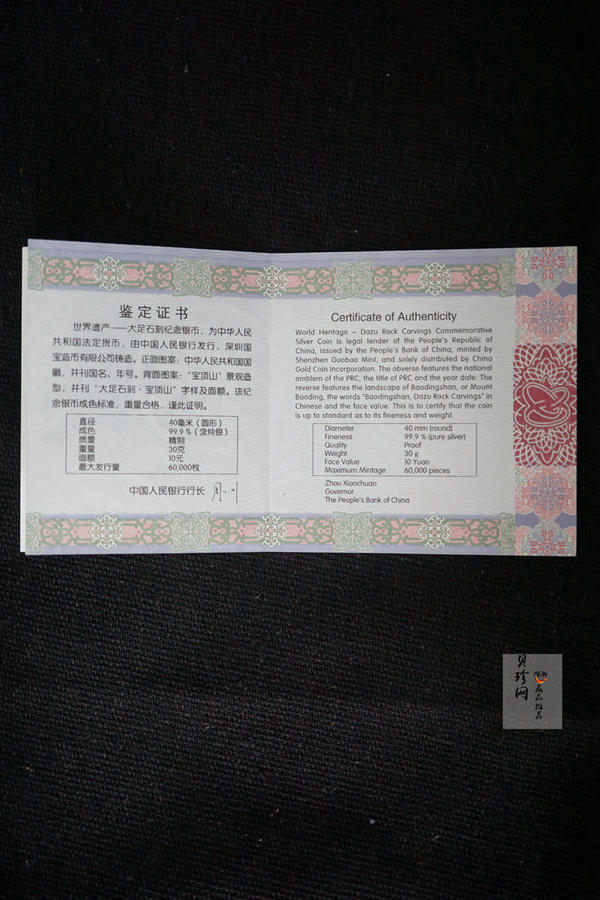 鉴定证书
世界遗产——大足石刻纪念银币，为中华人民
共和国法定货币，由中国人民银行发行，深圳国
宝造币有限公司铸造。正面图案：中华人民共和国国
徽，并刊国名、年号。背面图案：“宝顶山”景观造
型，并刊“大足石刻·宝顶山”字样及面额。该纪
念银币成色标准，重量合格，谨此证明。
直径 40毫米（圆形）
成色 99.9％（含纯银）
质量 精制
重量 30克
面额 10元
最大发行量 60,000枚
中国人民银行行长
Certificate of Authenticity
World Heritage – Dazu Rock Carvings Commemorative
Silver Coin is legal tender of the People's Republic of
China, issued by the People's Bank of China, minted by
Shenzhen Guobao Mint, and solely distributed by China
Gold Coin Incorporation. The obverse features the national
emblem of the PRC, the title of PRC and the year date. The
reverse features the landscape of Baodingshan, or Mount
Baoding, the words "Baodingshan, Dazu Rock Carvings" in
Chinese and the face value. This is to certify that the coin
is up to standard as to its fineness and weight.
Diameter 40 mm (round)
Fineness 99.9 % (pure silver)
Quality Proof
Weight 30 g
Face Value 10 Yuan
Maximum Mintage 60,000 pieces
Zhou Xiaochuan
Governor
The People's Bank of China
贝珍网
藏品推荐